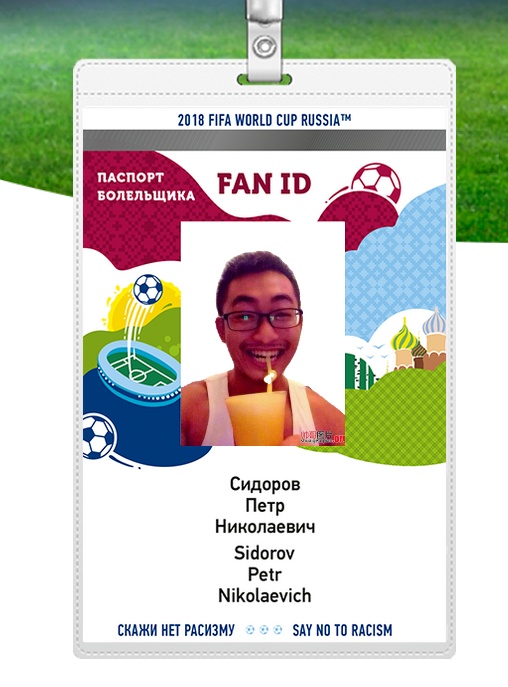 2018 FIFA WORLD CUP RUSSIA™
ПАСПОРТ
БОЛЕЛЬЩИКА
FAN ID
Сидоров
Петр
Николаевич
Sidorov
Petr
Nikolaevich
СКАЖИ НЕТ РАСИЗМУ
SAY NO TO RACISM